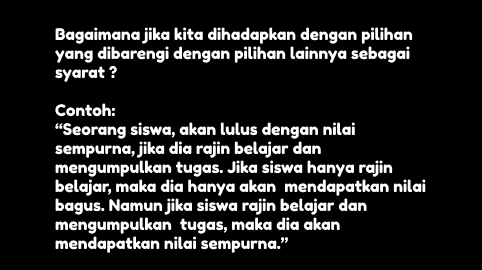 Bagaimana jika kita dihadapkan dengan pilihan
yang dibarengi dengan pilihan lainnya sebagai
syarat ?
Contoh:
“Seorang siswa, akan lulus dengan nilai
sempurna, jika dia rajin belajar dan
mengumpulkan tugas. Jika siswa hanya rajin
belajar, maka dia hanya akan  mendapatkan nilai
bagus. Namun jika siswa rajin belajar dan
mengumpulkan  tugas, maka dia akan
mendapatkan nilai sempurna.”